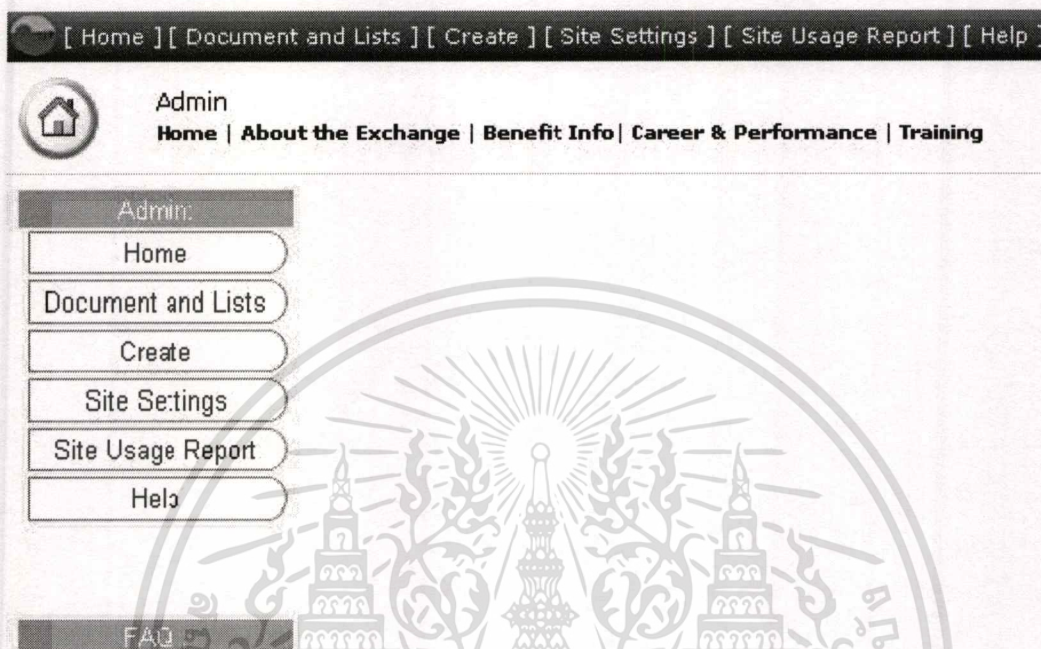 [ Home ] [ Document and Lists ] [ Create ] [ Site Settings ] [ Site Usage Report ] [ Help ]
Admin
Home | About the Exchange | Benefit Info | Career & Performance | Training
Admin:
Home
Document and Lists
Create
Site Settings
Site Usage Report
Help
FAQ